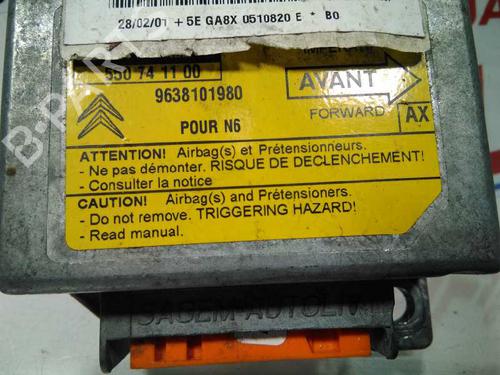 28/02/01 + 5E GA8X 0510820 E * B0
550 74 11 00
9638101980
POUR N6
AVANT
FORWARD
AX
ATTENTION! Airbag(s) et Prétensionneurs.
- Ne pas démonter. RISQUE DE DECLENCHEMENT!
- Consulter la notice
CAUTION! Airbag(s) and Prétensioners.
- Do not remove. TRIGGERING HAZARD!
- Read manual.
SAGEM-AUTOLIV
B-PARTS